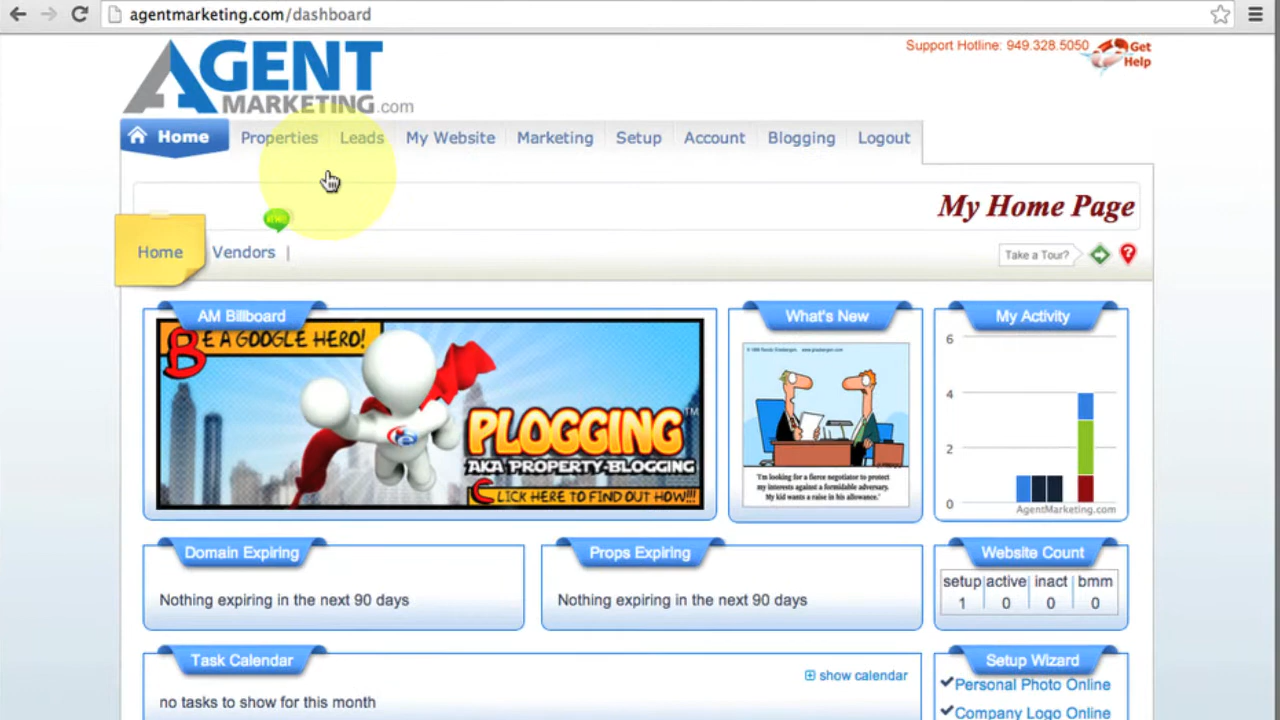 agentmarketing.com/dashboard
AGENT
MARKETING.com
Support Hotline: 949.328.5050
Get
Help
Home
Properties
Leads
My Website
Marketing
Setup
Account
Blogging
Logout
My Home Page
Home
Vendors |
Take a Tour?
?
AM Billboard
BE A GOOGLE HERO!
PLOGGING™
AKA PROPERTY-BLOGGING
CLICK HERE TO FIND OUT HOW!!!
What's New
"I'm looking for a fierce negotiator to protect
my interests against a formidable adversary.
My kid wants a raise in his allowance."
My Activity
6
4
2
0
AgentMarketing.com
Domain Expiring
Nothing expiring in the next 90 days
Props Expiring
Nothing expiring in the next 90 days
Website Count
setup active inact bmm
1 0 0 0
Task Calendar
show calendar
no tasks to show for this month
Setup Wizard
Personal Photo Online
Company Logo Online